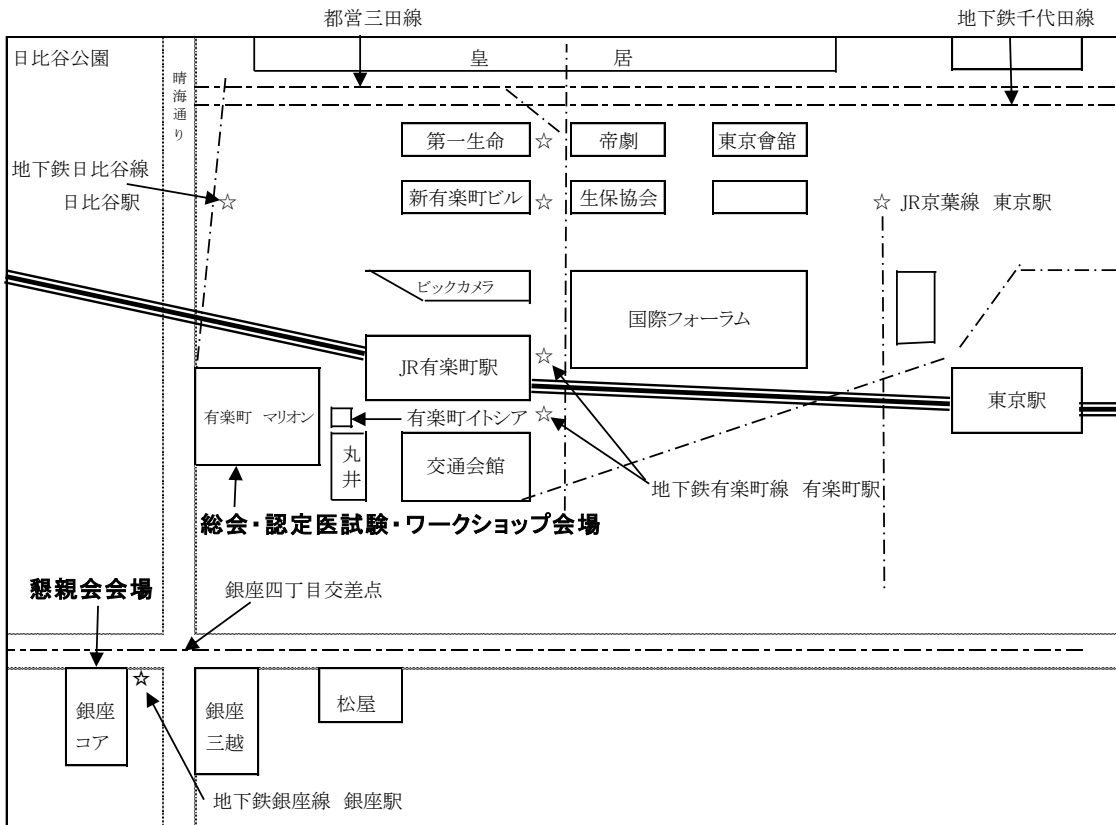 都営三田線
地下鉄千代田線
日比谷公園
皇 居
晴海通り
第一生命 ☆
帝劇
東京會舘
地下鉄日比谷線
日比谷駅 ☆
新有楽町ビル ☆
生保協会
☆ JR京葉線 東京駅
ビックカメラ
国際フォーラム
JR有楽町駅 ☆
東京駅
有楽町 マリオン
有楽町イトシア ☆
丸井
交通会館
地下鉄有楽町線 有楽町駅
総会・認定医試験・ワークショップ会場
懇親会会場
銀座四丁目交差点
☆
銀座
コア
銀座
三越
松屋
地下鉄銀座線 銀座駅